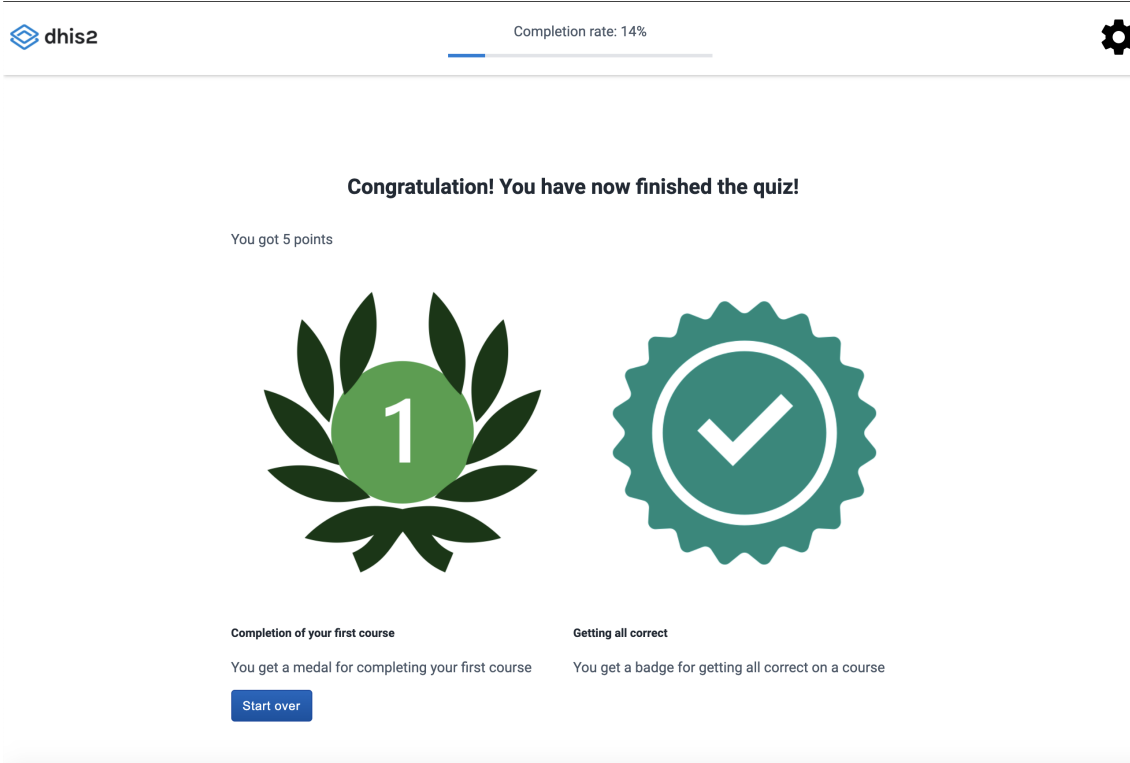 dhis2
Completion rate: 14%
Congratulation! You have now finished the quiz!
You got 5 points
1
Completion of your first course
You get a medal for completing your first course
Getting all correct
You get a badge for getting all correct on a course
Start over